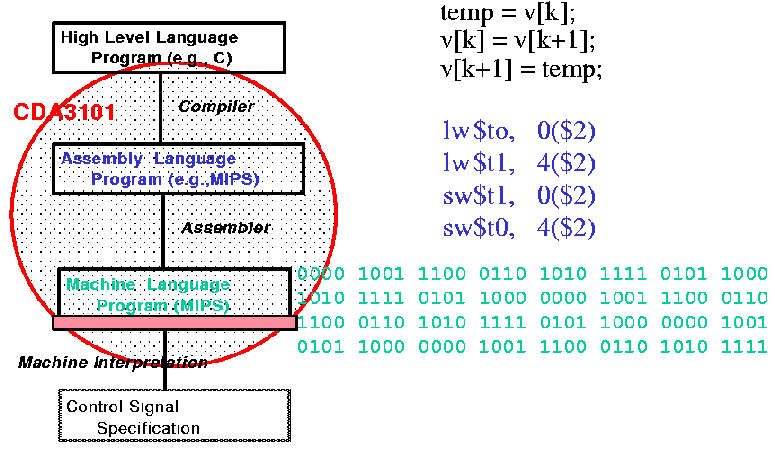 High Level Language
Program (e.g., C)
temp = v[k];
v[k] = v[k+1];
v[k+1] = temp;
CDA3101
Compiler
Assembly Language
Program (e.g.,MIPS)
lw$to, 0($2)
lw$t1, 4($2)
sw$t1, 0($2)
sw$t0, 4($2)
Assembler
Machine Language
Program (MIPS)
0000 1001 1100 0110 1010 1111 0101 1000
1010 1111 0101 1000 0000 1001 1100 0110
1100 0110 1010 1111 0101 1000 0000 1001
0101 1000 0000 1001 1100 0110 1010 1111
Machine Interpretation
Control Signal
Specification